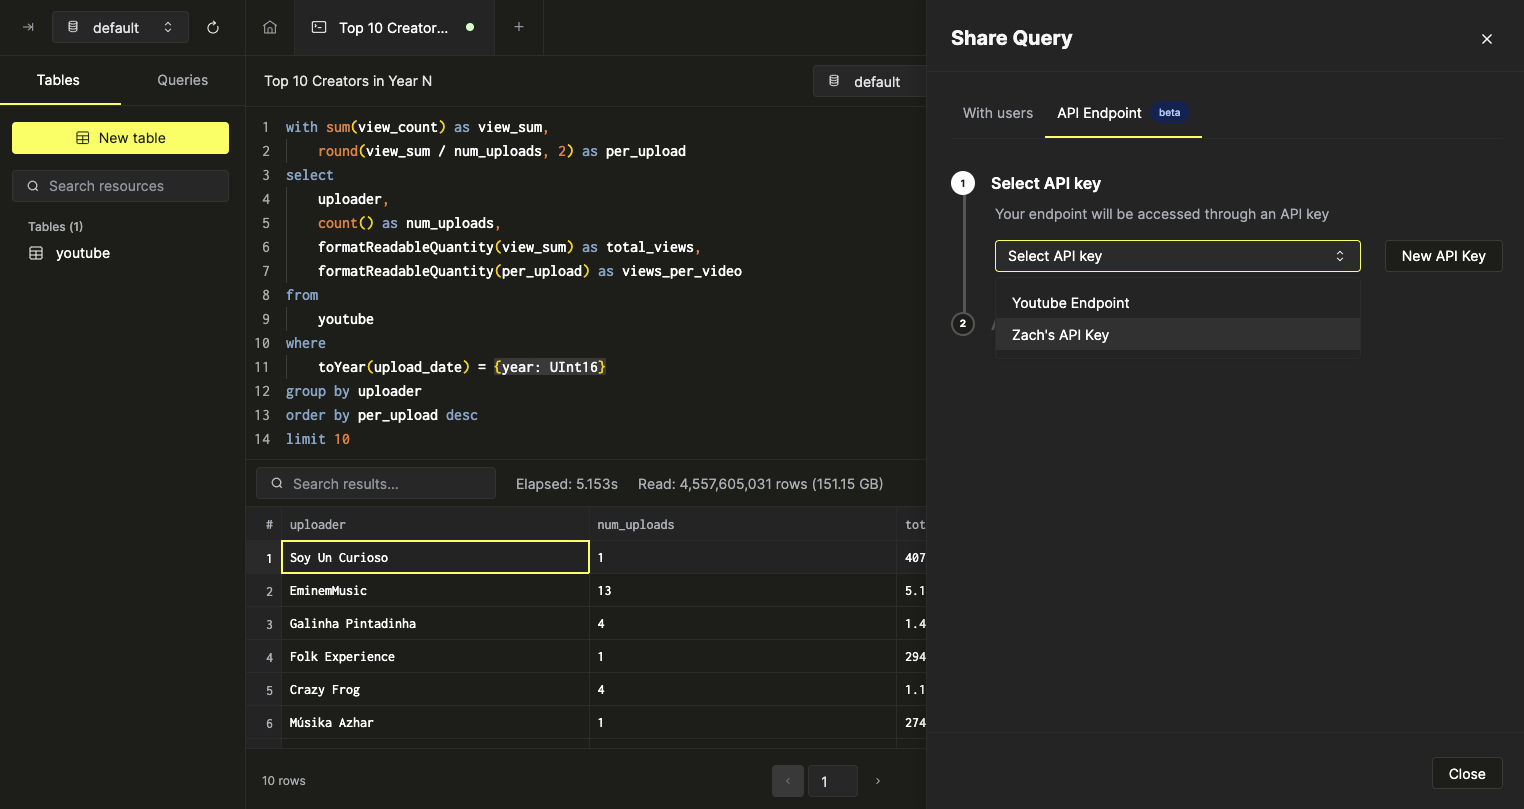 default
Top 10 Creator...
+
Tables
Queries
New table
Search resources
Tables (1)
youtube
Top 10 Creators in Year N
default
1 with sum(view_count) as view_sum,
2 round(view_sum / num_uploads, 2) as per_upload
3 select
4 uploader,
5 count() as num_uploads,
6 formatReadableQuantity(view_sum) as total_views,
7 formatReadableQuantity(per_upload) as views_per_video
8 from
9 youtube
10 where
11 toYear(upload_date) = {year: UInt16}
12 group by uploader
13 order by per_upload desc
14 limit 10
Search results...
Elapsed: 5.153s
Read: 4,557,605,031 rows (151.15 GB)
# uploader num_uploads tot
1 Soy Un Curioso 1 407
2 EminemMusic 13 5.1
3 Galinha Pintadinha 4 1.4
4 Folk Experience 1 294
5 Crazy Frog 4 1.1
6 Músika Azhar 1 274
10 rows
‹ 1 ›
Share Query
With users
API Endpoint beta
1 Select API key
Your endpoint will be accessed through an API key
Select API key
New API Key
Youtube Endpoint
2
Zach's API Key
Close